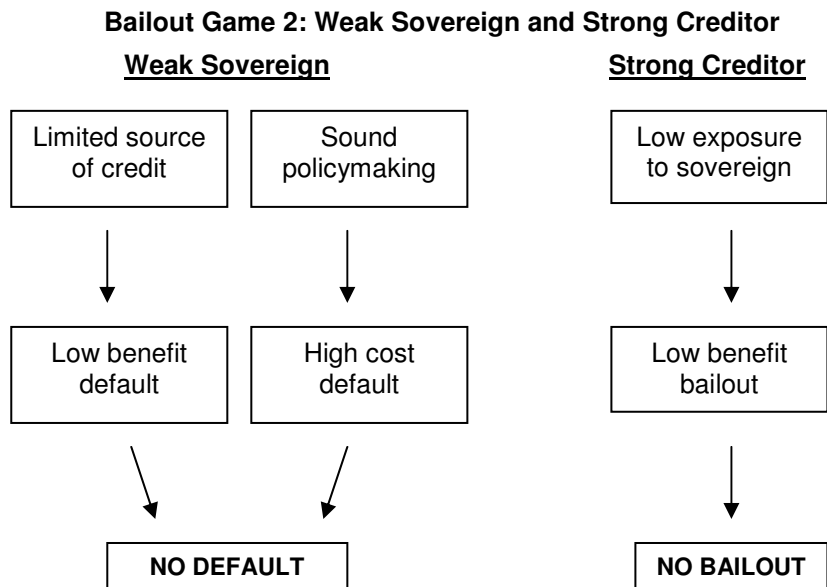 Bailout Game 2: Weak Sovereign and Strong Creditor
Weak Sovereign
Strong Creditor
Limited source
of credit
Sound
policymaking
Low exposure
to sovereign
Low benefit
default
High cost
default
Low benefit
bailout
NO DEFAULT
NO BAILOUT